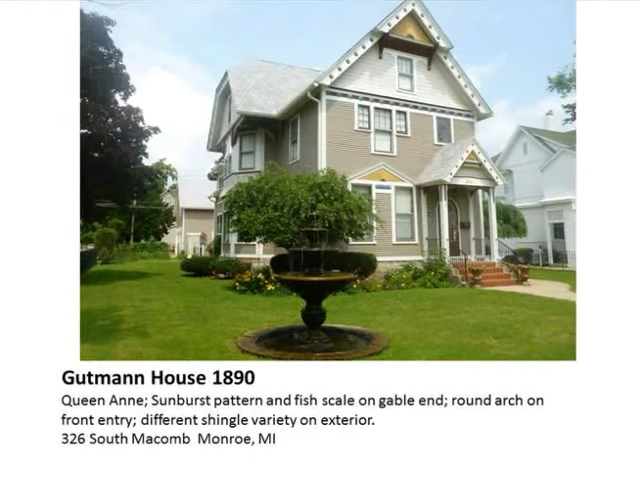 Gutmann House 1890
Queen Anne; Sunburst pattern and fish scale on gable end; round arch on
front entry; different shingle variety on exterior.
326 South Macomb  Monroe, MI